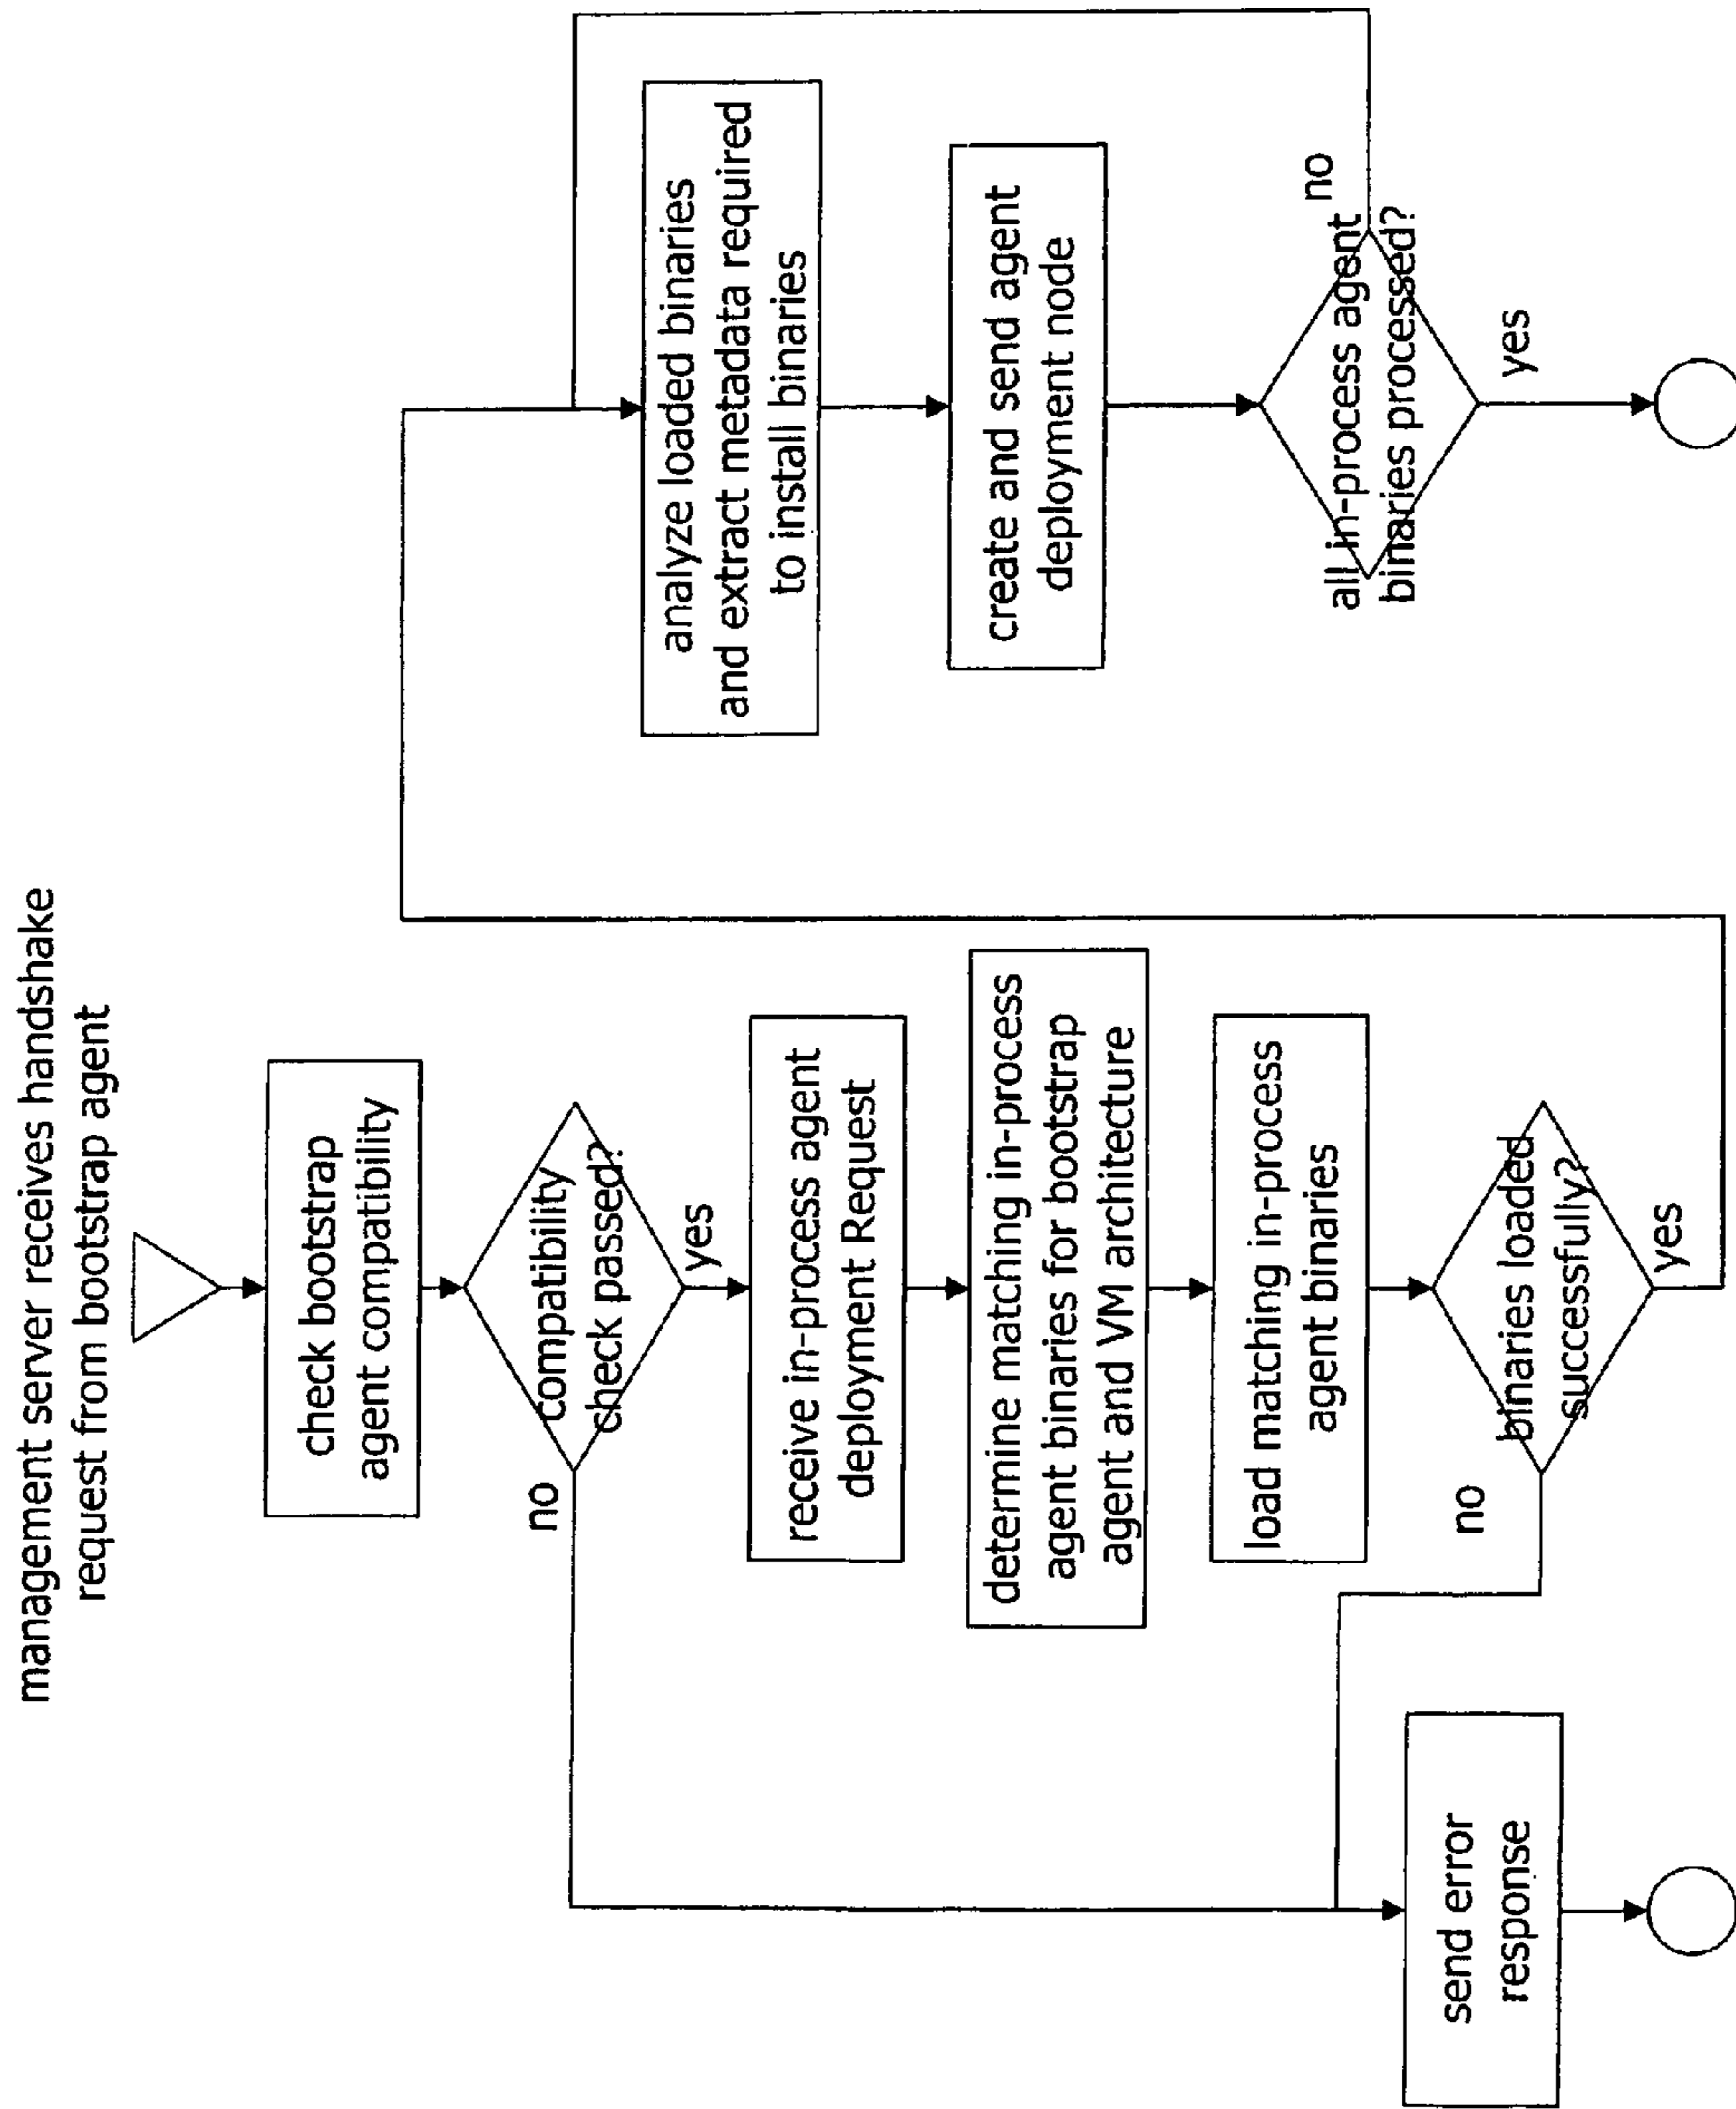 management server receives handshake
request from bootstrap agent
check bootstrap
agent compatibility
compatibility
check passed?
no
yes
receive in-process agent
deployment Request
determine matching in-process
agent binaries for bootstrap
agent and VM architecture
load matching in-process
agent binaries
binaries loaded
successfully?
no
yes
send error
response
analyze loaded binaries
and extract metadata required
to install binaries
create and send agent
deployment node
all in-process agent
binaries processed?
no
yes